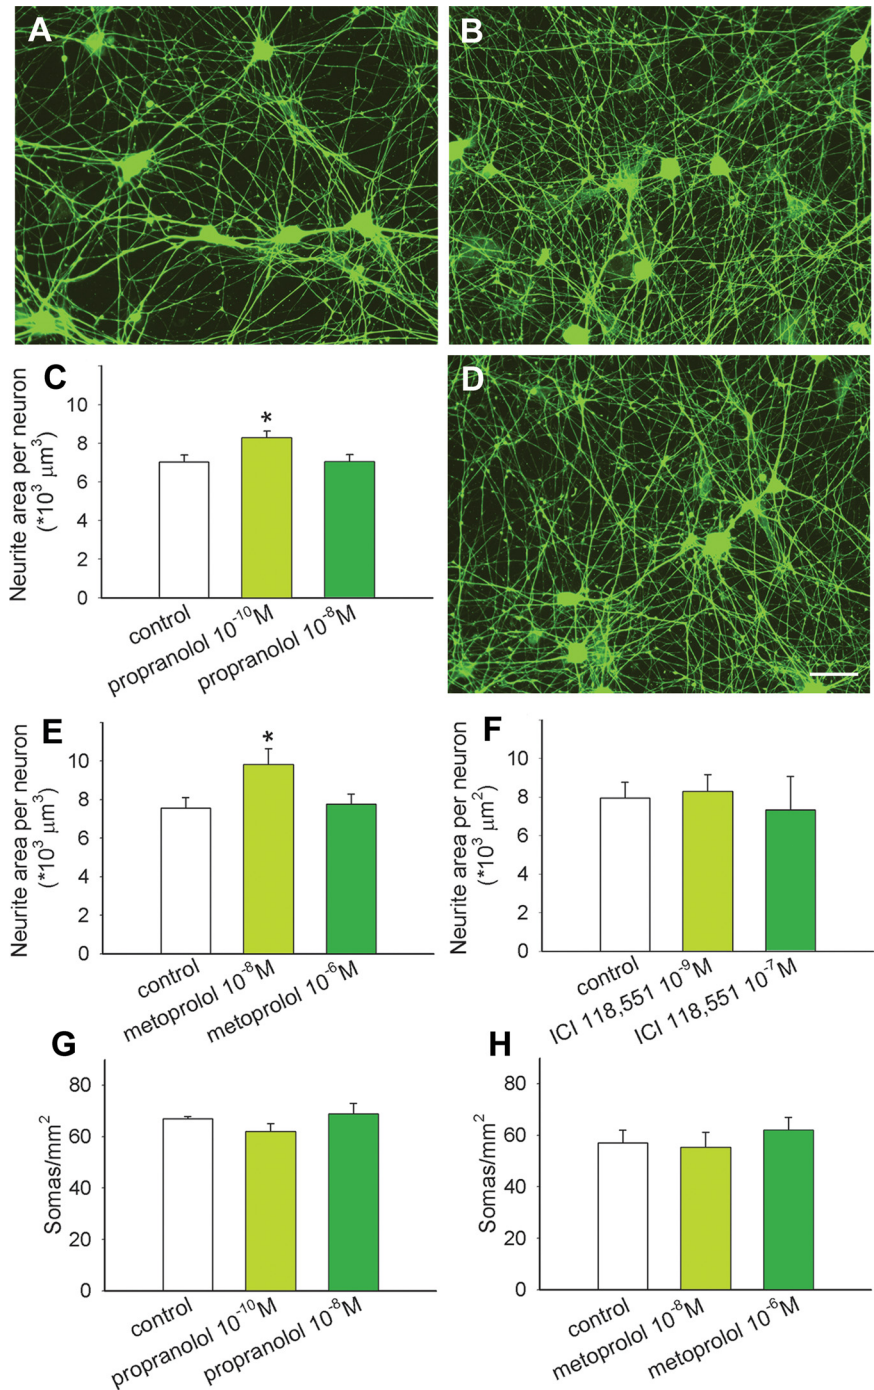 A
B
C
Neurite area per neuron
(*10³ µm³)
10
8
6
4
2
0
*
control
propranolol 10⁻¹⁰M
propranolol 10⁻⁸M
D
E
Neurite area per neuron
(*10³ µm³)
10
8
6
4
2
0
*
control
metoprolol 10⁻⁸M
metoprolol 10⁻⁶M
F
Neurite area per neuron
(*10³ µm²)
10
8
6
4
2
0
control
ICI 118,551 10⁻⁹M
ICI 118,551 10⁻⁷M
G
Somas/mm²
80
60
40
20
0
control
propranolol 10⁻¹⁰M
propranolol 10⁻⁸M
H
Somas/mm²
80
60
40
20
0
control
metoprolol 10⁻⁸M
metoprolol 10⁻⁶M